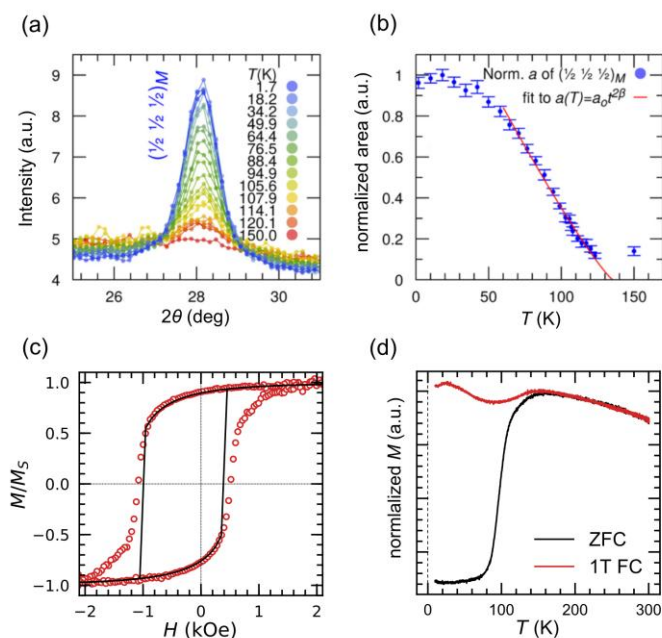 (a)
(½ ½ ½)M
T(K)
1.7
18.2
34.2
49.9
64.4
76.5
88.4
94.9
105.6
107.9
114.1
120.1
150.0
9
8
7
6
5
4
Intensity (a.u.)
26 28 30
2θ (deg)
(b)
Norm. a of (½ ½ ½)M
fit to a(T)=aot2β
1
0.8
0.6
0.4
0.2
0
normalized area (a.u.)
0 50 100 150
T (K)
(c)
1.0
0.5
0.0
−0.5
−1.0
M/MS
−2 −1 0 1 2
H (kOe)
(d)
normlalized M (a.u.)
ZFC
1T FC
0 100 200 300
T (K)